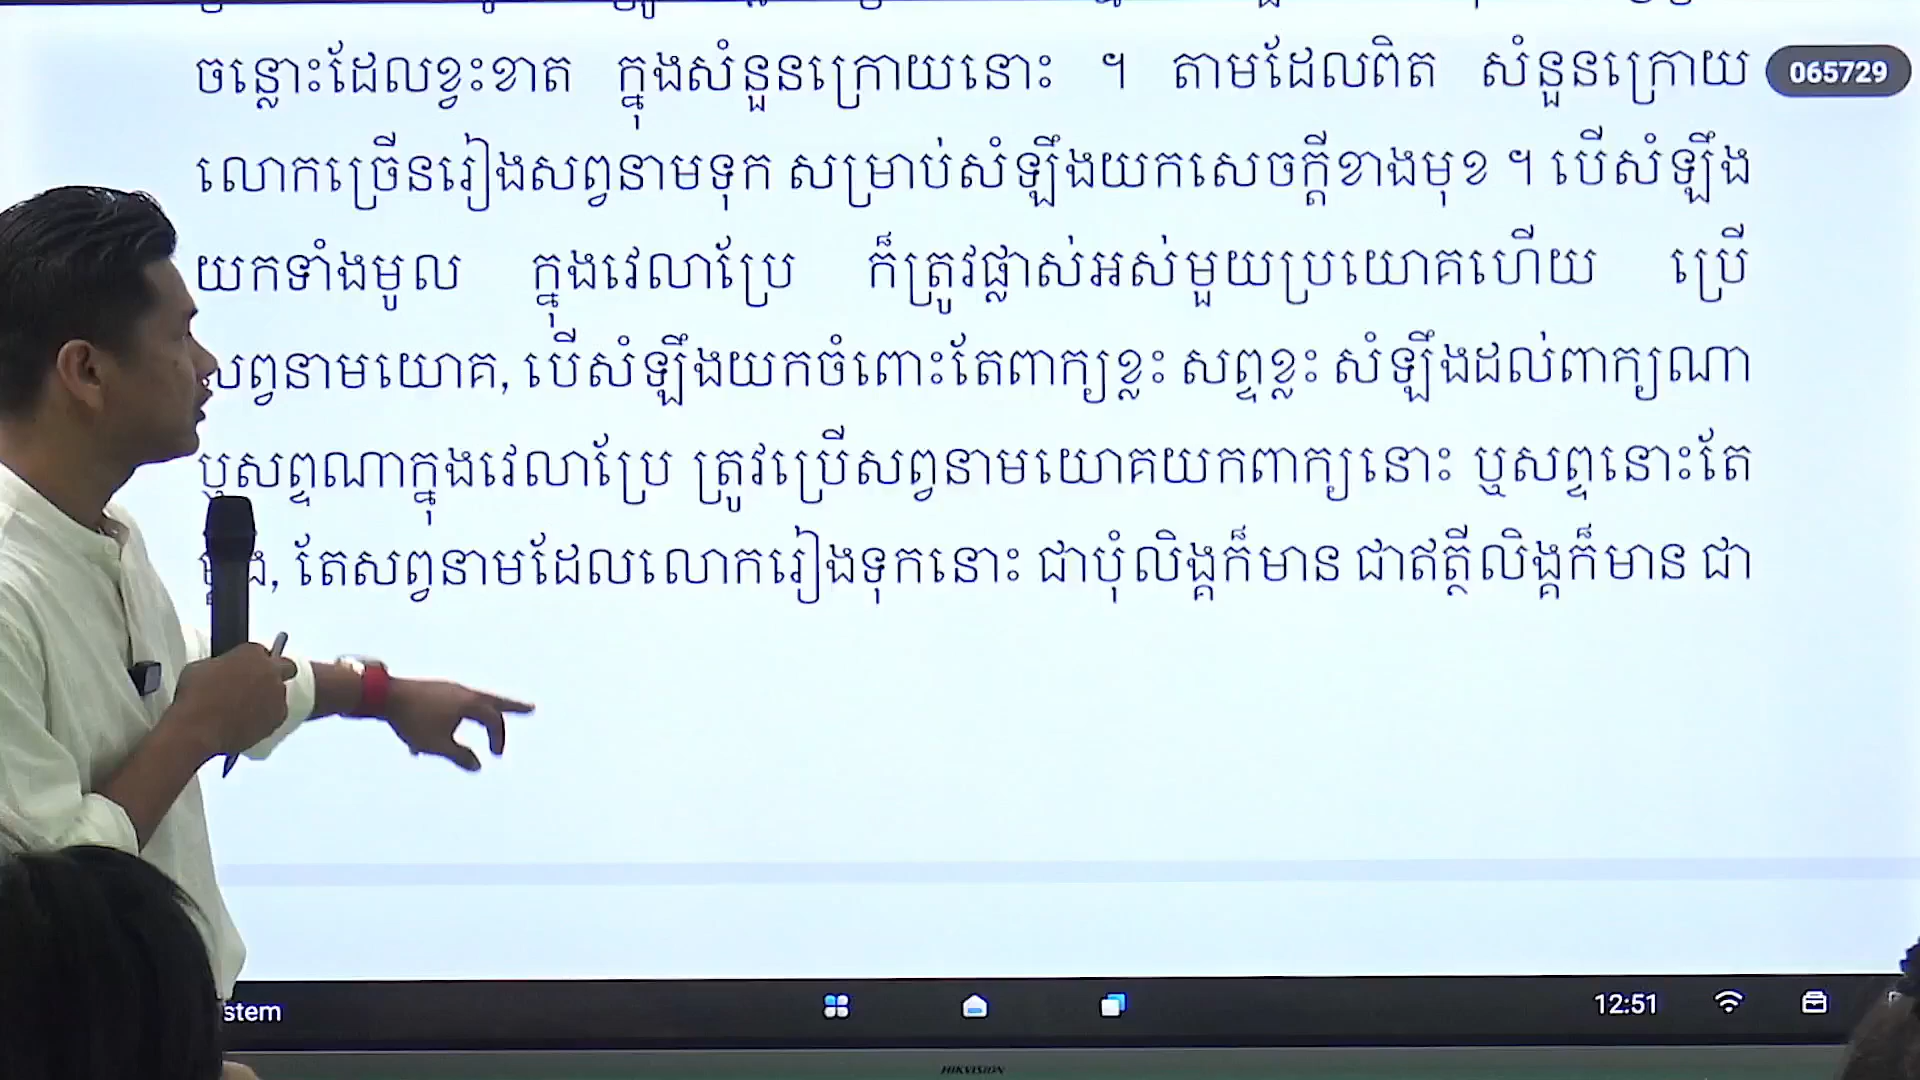 ចន្លោះដែលខ្វះខាត ក្នុងសំនួនក្រោយនោះ ។ តាមដែលពិត សំនួនក្រោយ
065729
លោកច្រើនរៀងសព្វនាមទុក សម្រាប់សំឡឹងយកសេចក្តីខាងមុខ ។ បើសំឡឹង
យកទាំងមូល ក្នុងវេលាប្រែ ក៏ត្រូវផ្លាស់អស់មួយប្រយោគហើយ ប្រើ
សព្វនាមយោគ, បើសំឡឹងយកចំពោះតែពាក្យខ្លះ សព្ទខ្លះ សំឡឹងដល់ពាក្យណា
ឬសព្ទណាក្នុងវេលាប្រែ ត្រូវប្រើសព្វនាមយោគយកពាក្យនោះ ឬសព្ទនោះតែ
តែសព្វនាមដែលលោករៀងទុកនោះ ជាបុំលិង្គក៏មាន ជាឥត្ថីលិង្គក៏មាន ជា
stem
12:51
HIKVISION